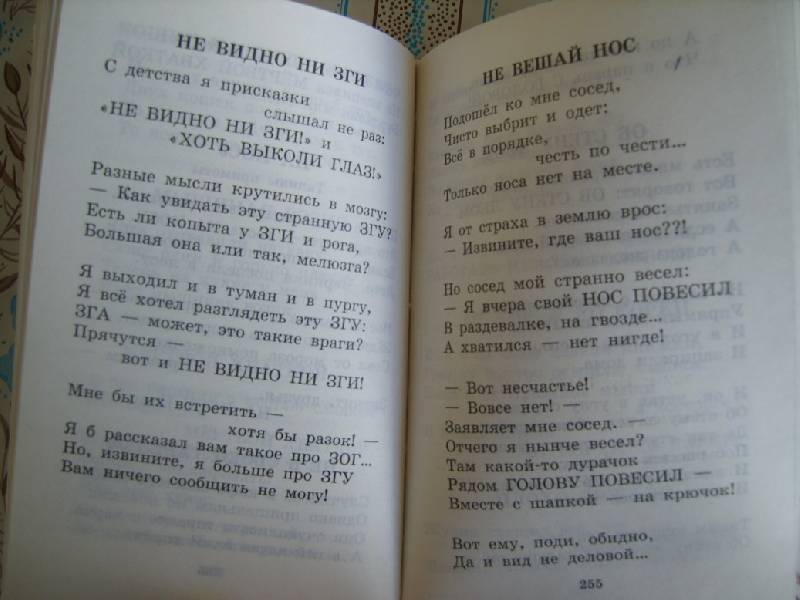 НЕ ВИДНО НИ ЗГИ
С детства я присказки
слышал не раз:
«НЕ ВИДНО НИ ЗГИ!» и
«ХОТЬ ВЫКОЛИ ГЛАЗ!»
Разные мысли крутились в мозгу:
— Как увидать эту странную ЗГУ?
Есть ли копыта у ЗГИ и рога,
Большая она или так, мелюзга?
Я выходил и в туман и в пургу,
Я всё хотел разглядеть эту ЗГУ:
ЗГА — может, это такие враги?
Прячутся —
вот и НЕ ВИДНО НИ ЗГИ!
Мне бы их встретить —
хотя бы разок! —
Я б рассказал вам такое про ЗОГ...
Но, извините, я больше про ЗГУ
Вам ничего сообщить не могу!
НЕ ВЕШАЙ НОС
Подошёл ко мне сосед,
Чисто выбрит и одет:
Всё в порядке,
честь по чести...
Только носа нет на месте.
Я от страха в землю врос:
— Извините, где ваш нос??!
Но сосед мой странно весел:
— Я вчера свой НОС ПОВЕСИЛ
В раздевалке, на гвозде...
А хватился — нет нигде!
— Вот несчастье!
— Вовсе нет! —
Заявляет мне сосед. —
Отчего я нынче весел?
Там какой-то дурачок
Рядом ГОЛОВУ ПОВЕСИЛ —
Вместе с шапкой — на крючок!
Вот ему, поди, обидно,
Да и вид не деловой...
255